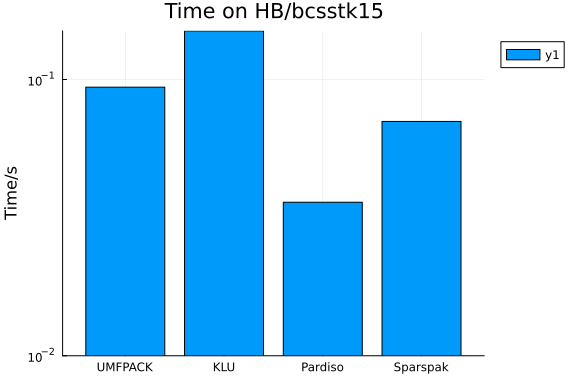 Time on HB/bcsstk15
y1
10⁻¹
Time/s
10⁻²
UMFPACK KLU Pardiso Sparspak